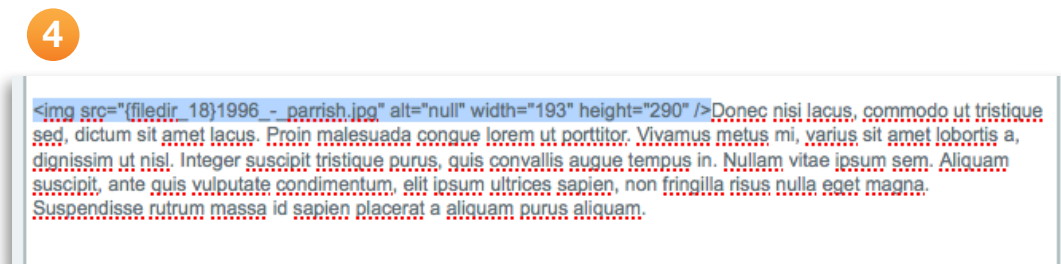 4
<img src="{filedir_18}1996_-_parrish.jpg" alt="null" width="193" height="290" />Donec nisi lacus, commodo ut tristique
sed, dictum sit amet lacus. Proin malesuada congue lorem ut porttitor. Vivamus metus mi, varius sit amet lobortis a,
dignissim ut nisl. Integer suscipit tristique purus, quis convallis augue tempus in. Nullam vitae ipsum sem. Aliquam
suscipit, ante quis vulputate condimentum, elit ipsum ultrices sapien, non fringilla risus nulla eget magna.
Suspendisse rutrum massa id sapien placerat a aliquam purus aliquam.